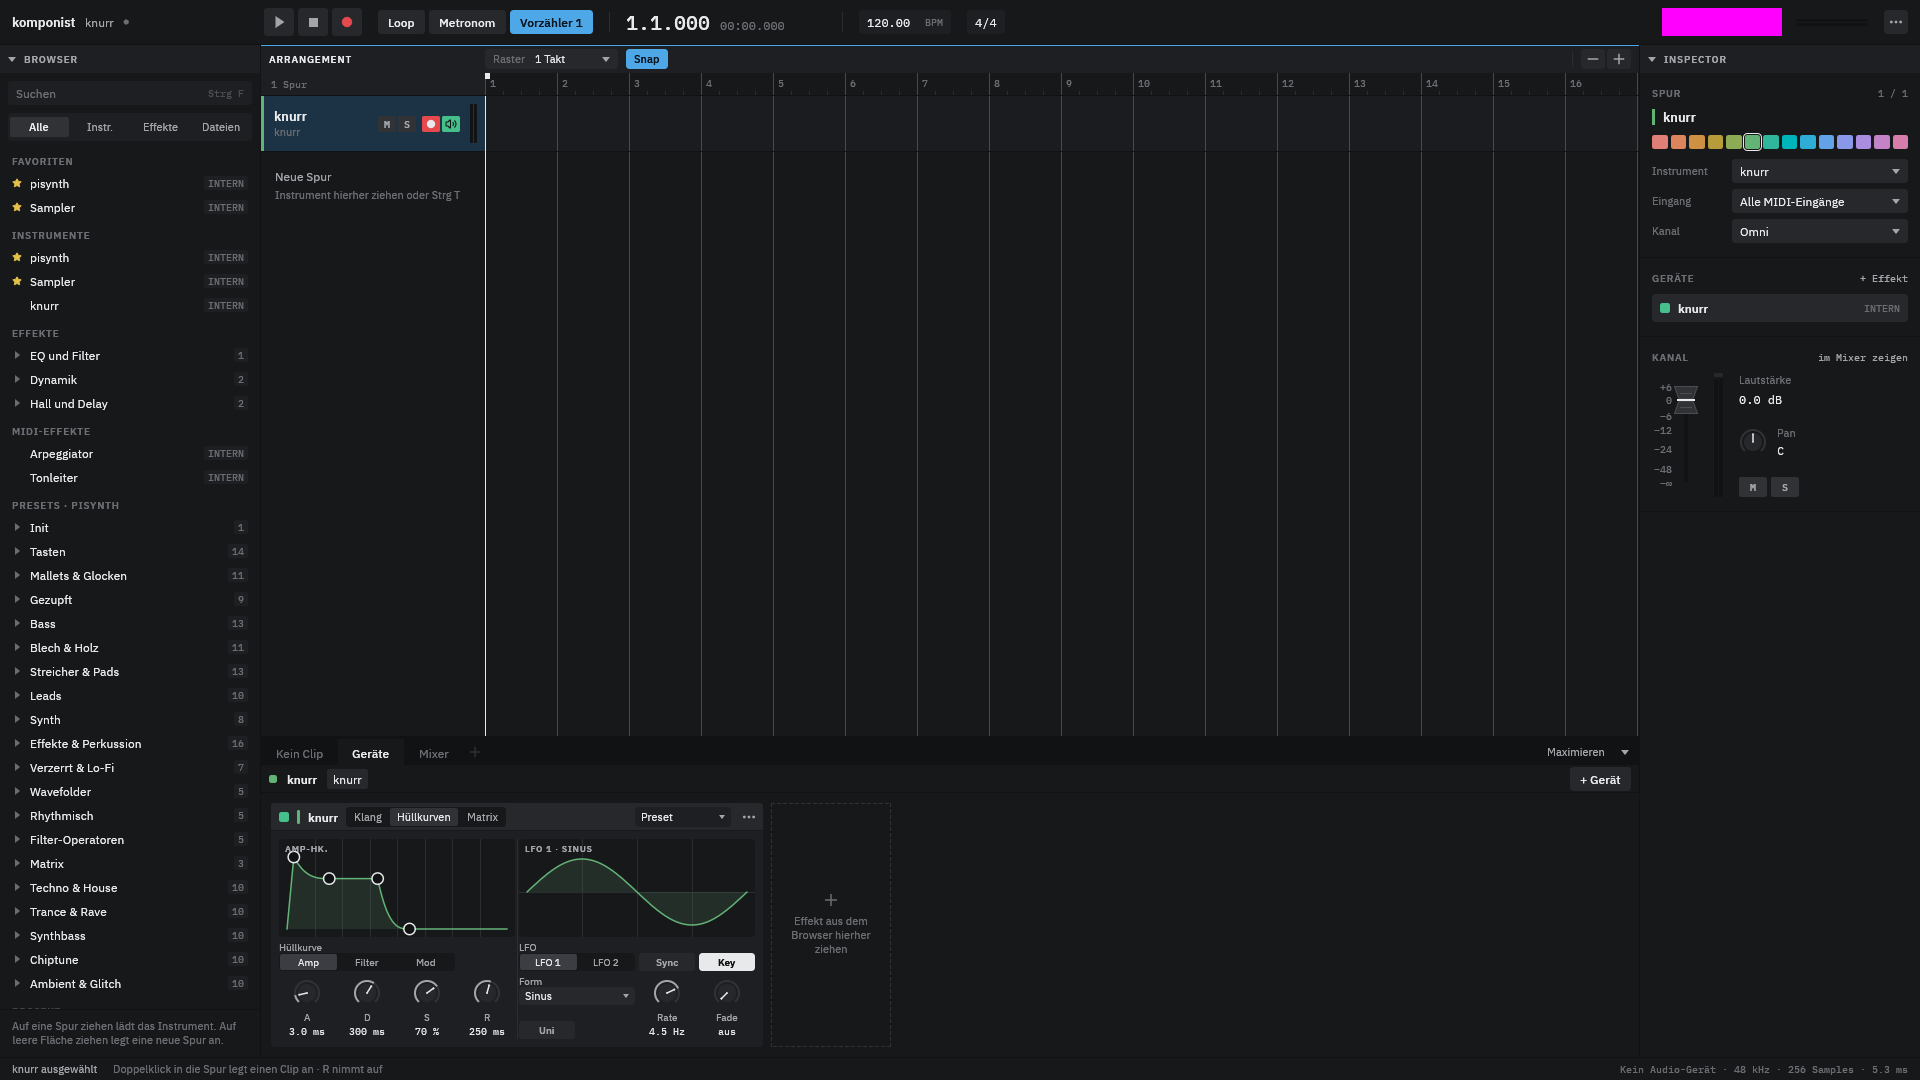 komponist knurr
Loop Metronom Vorzähler 1 1.1.000 00:00.000 120.00 BPM 4/4
BROWSER
Suchen Strg F
Alle Instr. Effekte Dateien
FAVORITEN
pisynth INTERN
Sampler INTERN
INSTRUMENTE
pisynth INTERN
Sampler INTERN
knurr INTERN
EFFEKTE
EQ und Filter 1
Dynamik 2
Hall und Delay 2
MIDI-EFFEKTE
Arpeggiator INTERN
Tonleiter INTERN
PRESETS · PISYNTH
Init 1
Tasten 14
Mallets & Glocken 11
Gezupft 9
Bass 13
Blech & Holz 11
Streicher & Pads 13
Leads 10
Synth 8
Effekte & Perkussion 16
Verzerrt & Lo-Fi 7
Wavefolder 5
Rhythmisch 5
Filter-Operatoren 5
Matrix 3
Techno & House 10
Trance & Rave 10
Synthbass 10
Chiptune 10
Ambient & Glitch 10
Auf eine Spur ziehen lädt das Instrument. Auf
leere Fläche ziehen legt eine neue Spur an.
ARRANGEMENT Raster 1 Takt Snap
1 Spur 1 2 3 4 5 6 7 8 9 10 11 12 13 14 15 16
knurr
knurr
M S
Neue Spur
Instrument hierher ziehen oder Strg T
Kein Clip Geräte Mixer Maximieren
knurr knurr + Gerät
knurr Klang Hüllkurven Matrix Preset
AMP-HK. LFO 1 · SINUS
Hüllkurve LFO
Amp Filter Mod LFO 1 LFO 2 Sync Key
Form
Sinus
A D S R Rate Fade
3.0 ms 300 ms 70 % 250 ms Uni 4.5 Hz aus
Effekt aus dem
Browser hierher
ziehen
INSPECTOR
SPUR 1 / 1
knurr
Instrument knurr
Eingang Alle MIDI-Eingänge
Kanal Omni
GERÄTE + Effekt
knurr INTERN
KANAL im Mixer zeigen
+6
0
−6
−12
−24
−48
−∞
Lautstärke
0.0 dB
Pan
C
M S
knurr ausgewählt Doppelklick in die Spur legt einen Clip an · R nimmt auf
Kein Audio-Gerät · 48 kHz · 256 Samples · 5.3 ms